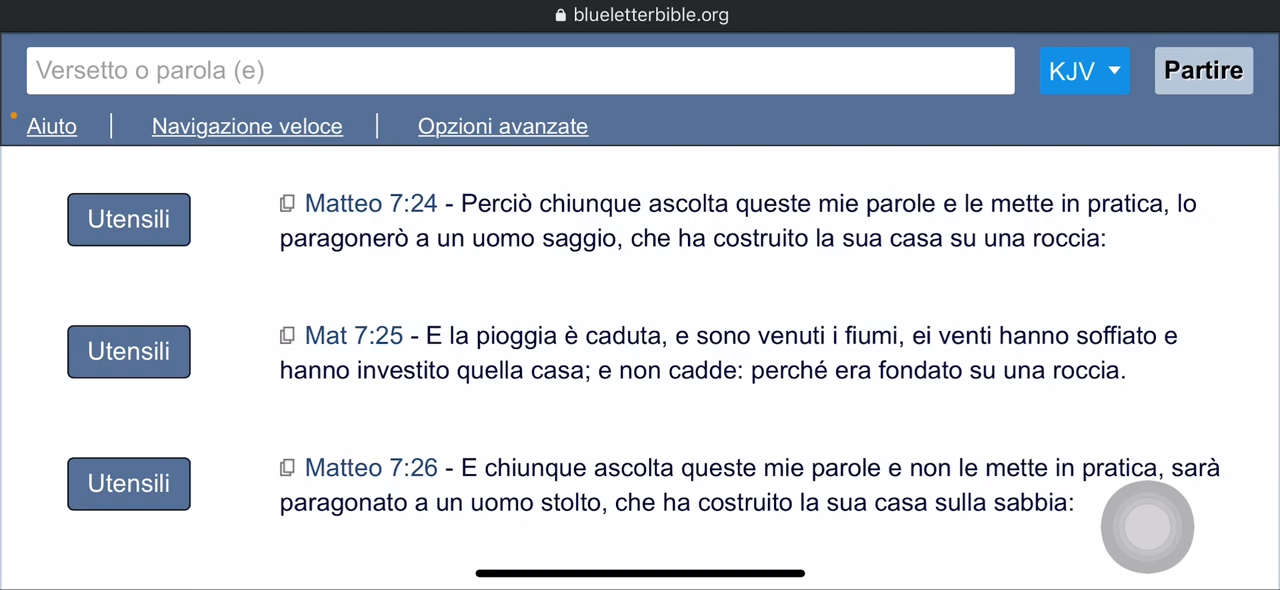 blueletterbible.org
Versetto o parola (e)
KJV
Partire
Aiuto | Navigazione veloce | Opzioni avanzate
Utensili
Matteo 7:24 - Perciò chiunque ascolta queste mie parole e le mette in pratica, lo
paragonerò a un uomo saggio, che ha costruito la sua casa su una roccia:
Utensili
Mat 7:25 - E la pioggia è caduta, e sono venuti i fiumi, ei venti hanno soffiato e
hanno investito quella casa; e non cadde: perché era fondato su una roccia.
Utensili
Matteo 7:26 - E chiunque ascolta queste mie parole e non le mette in pratica, sarà
paragonato a un uomo stolto, che ha costruito la sua casa sulla sabbia: